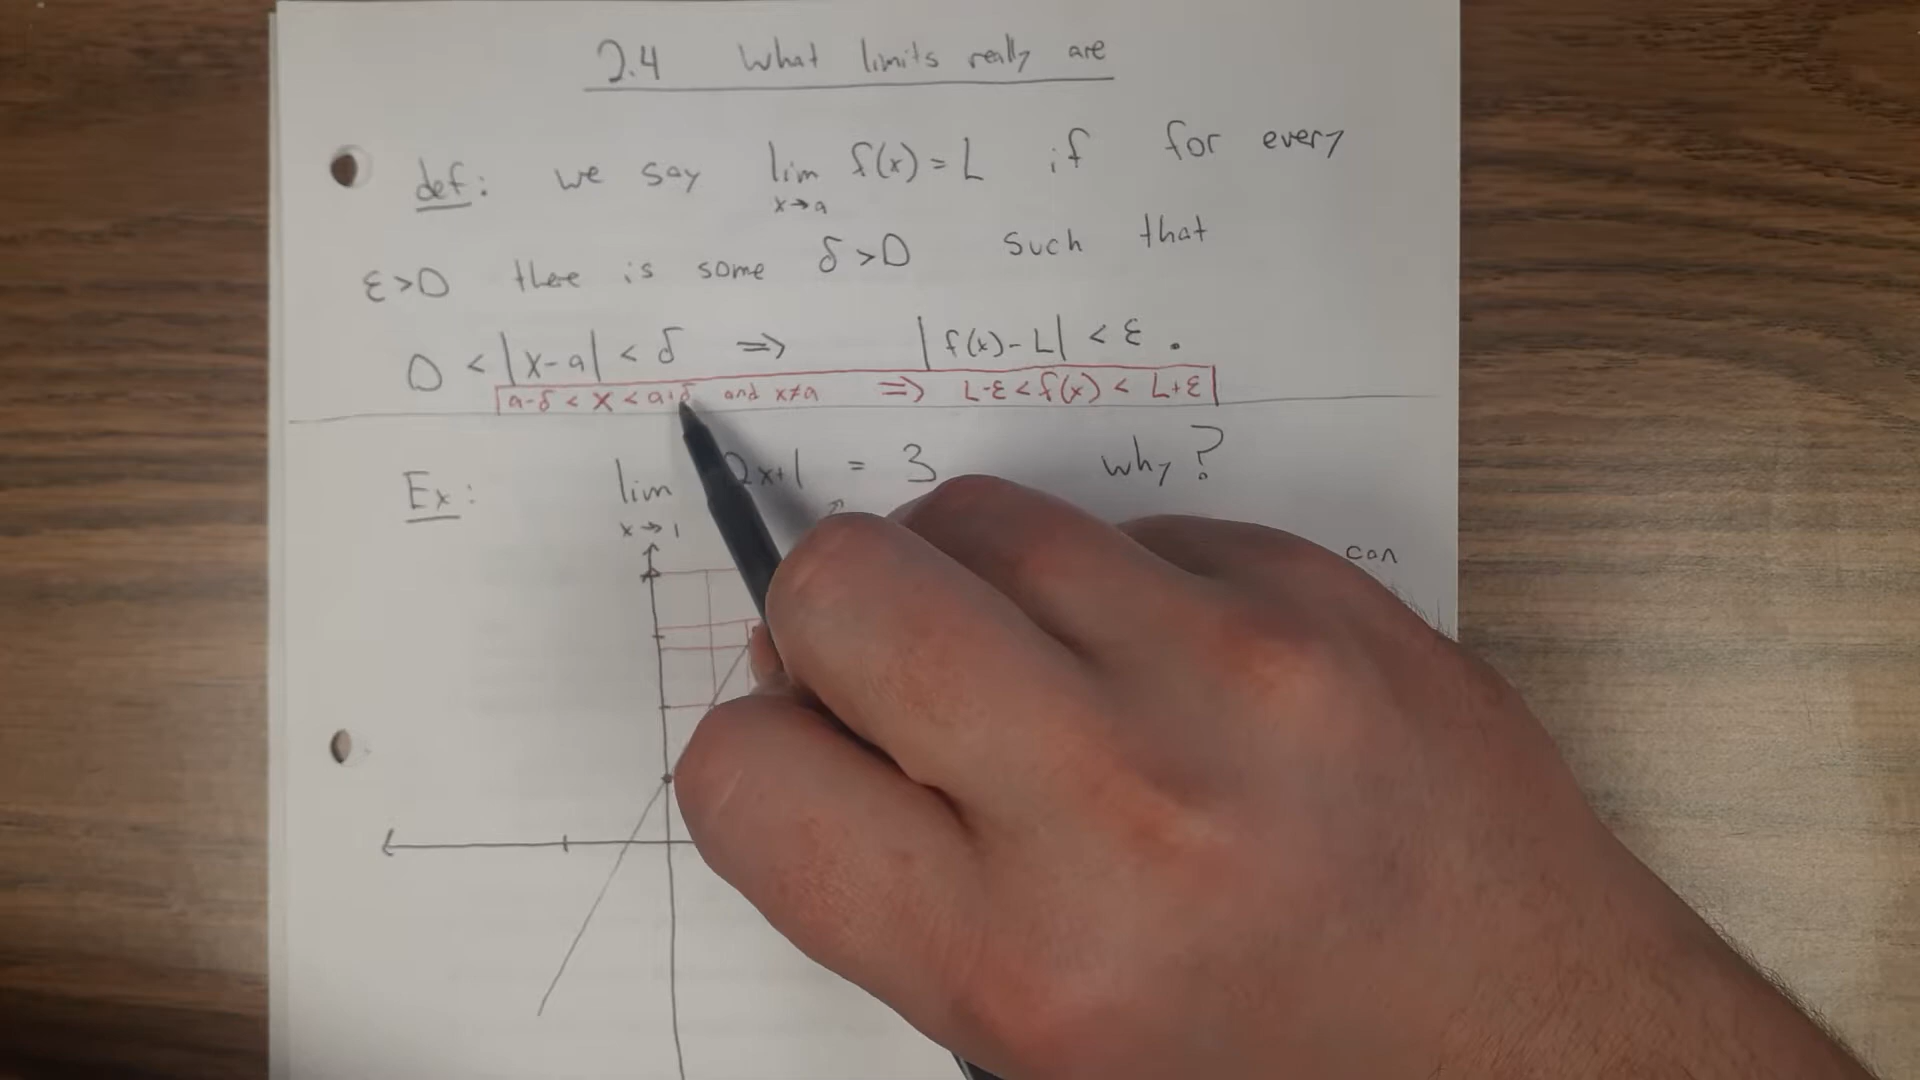 2.4 What limits really are
def: we say lim f(x) = L if for every
x→a
ε>0 there is some δ>0 such that
0 < |x-a| < δ ⇒ |f(x)-L| < ε.
a-δ < x < a+δ and x≠a ⇒ L-ε < f(x) < L+ε
Ex: lim 2x+1 = 3 why?
x→1
can